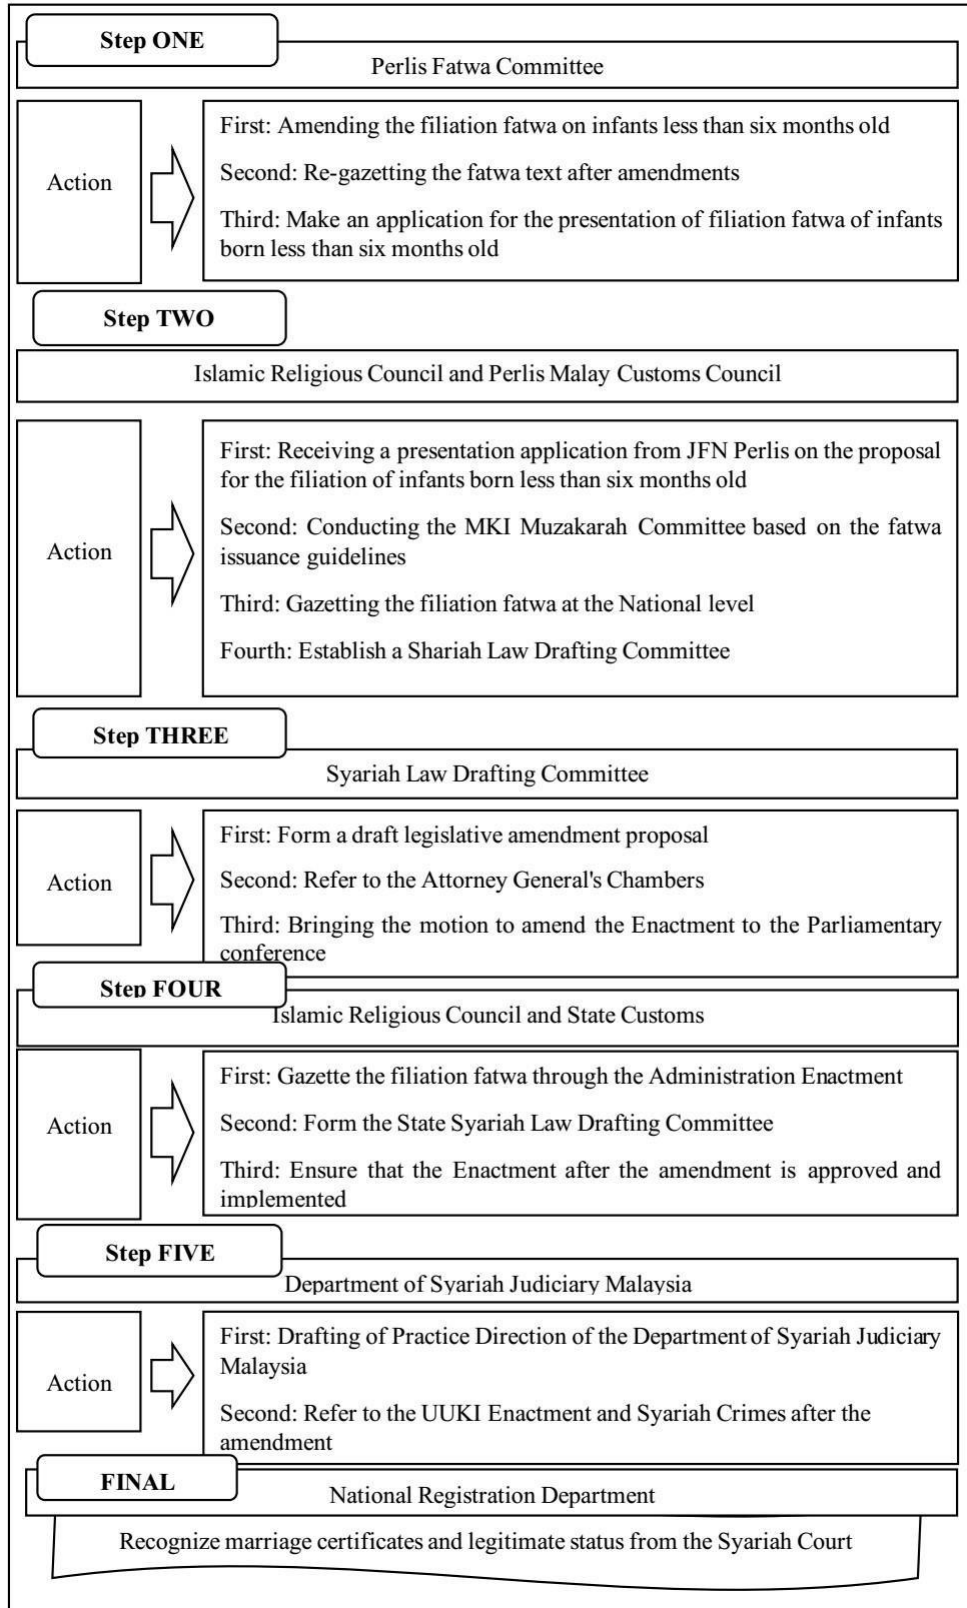 Step ONE
Perlis Fatwa Committee
Action
First: Amending the filiation fatwa on infants less than six months old
Second: Re-gazetting the fatwa text after amendments
Third: Make an application for the presentation of filiation fatwa of infants
born less than six months old
Step TWO
Islamic Religious Council and Perlis Malay Customs Council
Action
First: Receiving a presentation application from JFN Perlis on the proposal
for the filiation of infants born less than six months old
Second: Conducting the MKI Muzakarah Committee based on the fatwa
issuance guidelines
Third: Gazetting the filiation fatwa at the National level
Fourth: Establish a Shariah Law Drafting Committee
Step THREE
Syariah Law Drafting Committee
Action
First: Form a draft legislative amendment proposal
Second: Refer to the Attorney General's Chambers
Third: Bringing the motion to amend the Enactment to the Parliamentary
conference
Step FOUR
Islamic Religious Council and State Customs
Action
First: Gazette the filiation fatwa through the Administration Enactment
Second: Form the State Syariah Law Drafting Committee
Third: Ensure that the Enactment after the amendment is approved and
implemented
Step FIVE
Department of Syariah Judiciary Malaysia
Action
First: Drafting of Practice Direction of the Department of Syariah Judiciary
Malaysia
Second: Refer to the UUKI Enactment and Syariah Crimes after the
amendment
FINAL
National Registration Department
Recognize marriage certificates and legitimate status from the Syariah Court